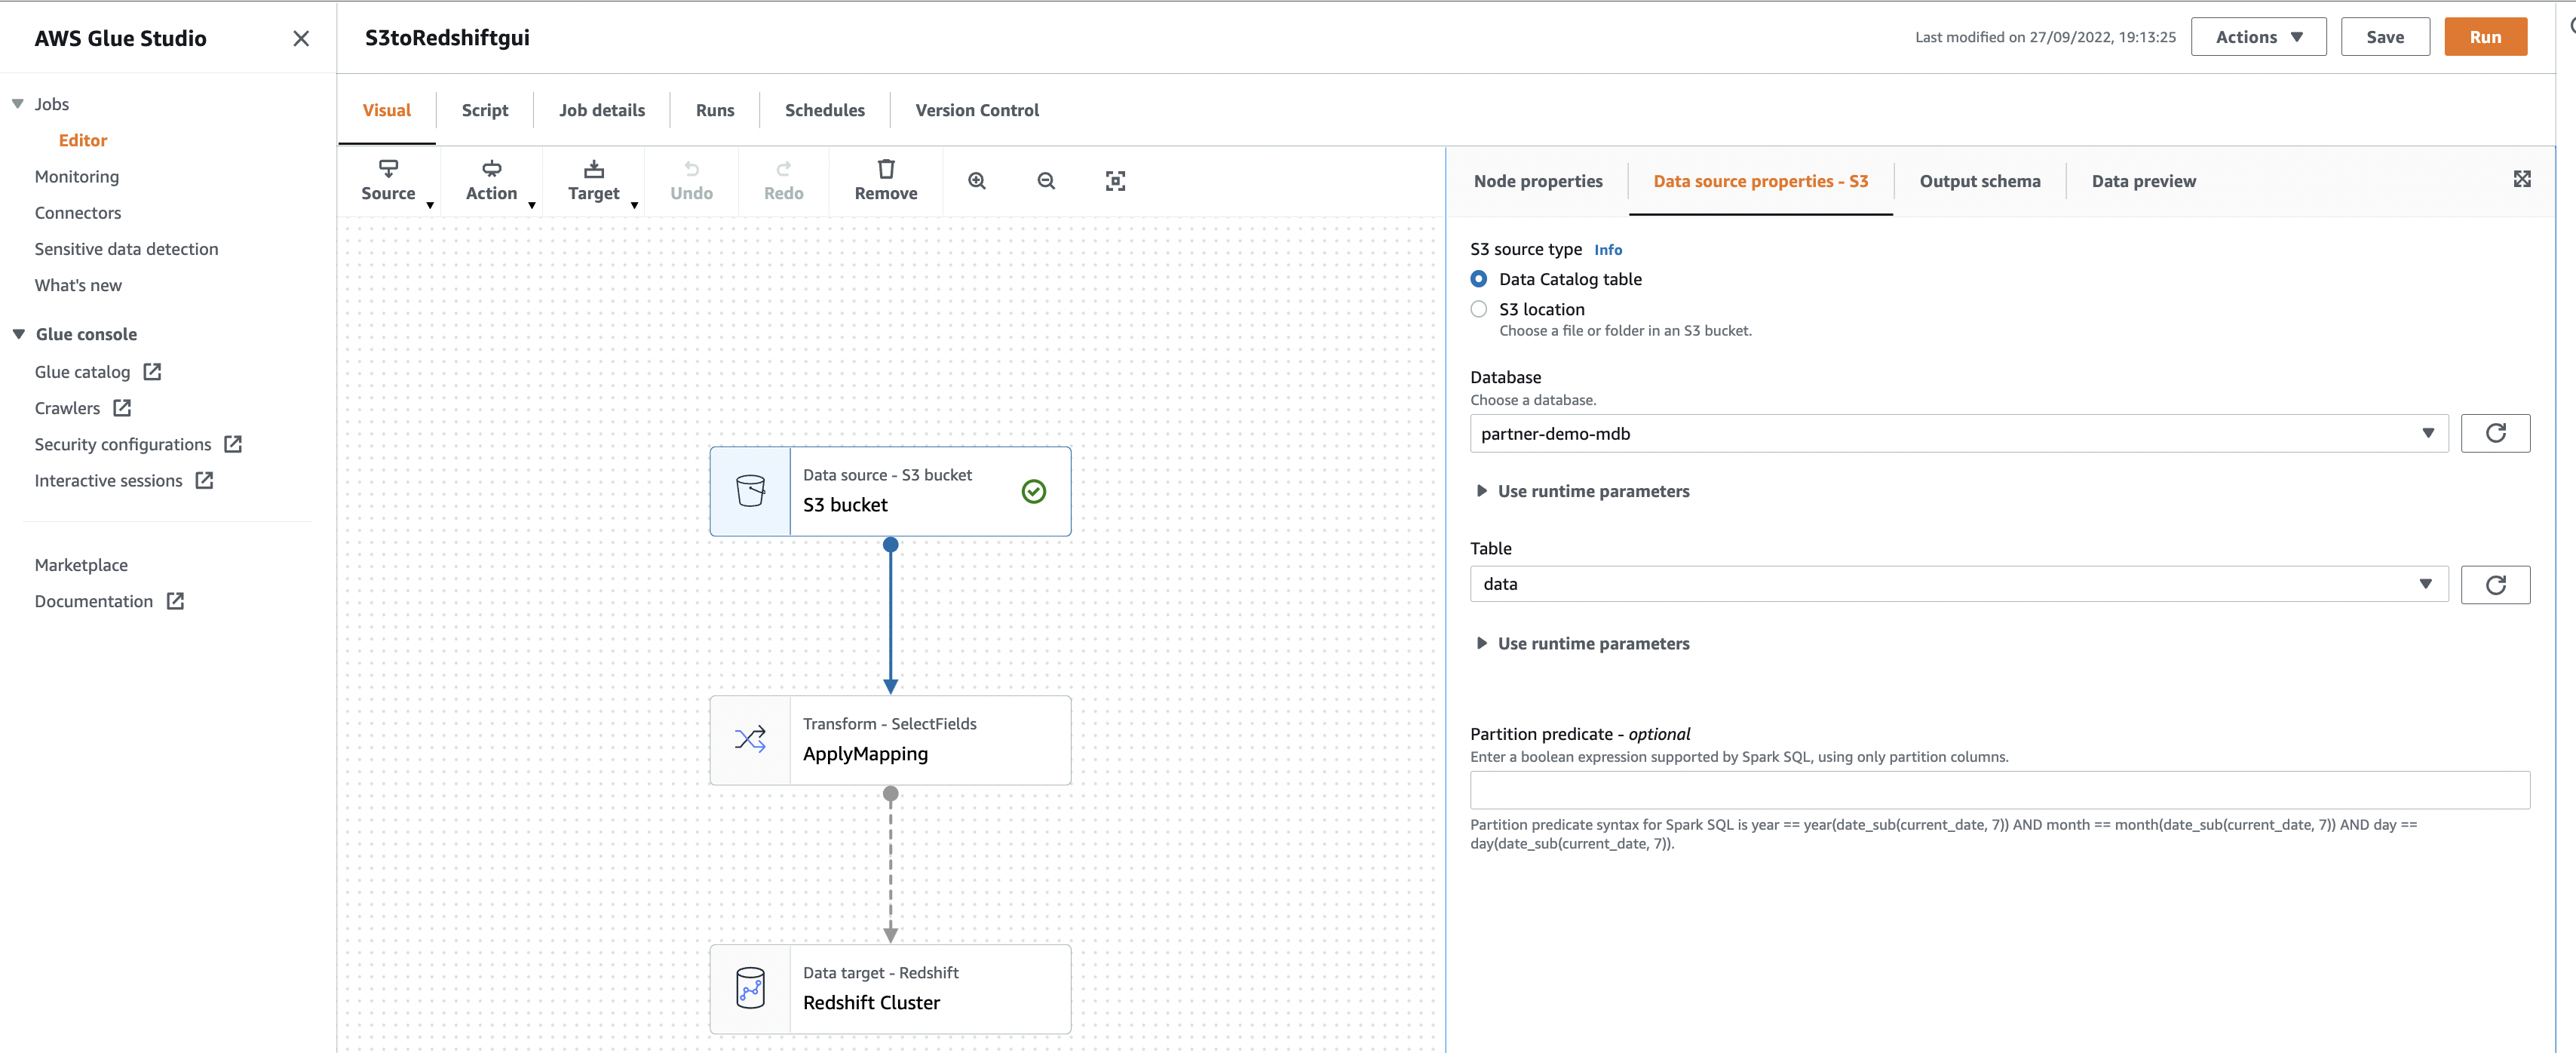 AWS Glue Studio
Jobs
Editor
Monitoring
Connectors
Sensitive data detection
What's new
Glue console
Glue catalog
Crawlers
Security configurations
Interactive sessions
Marketplace
Documentation
S3toRedshiftgui
Last modified on 27/09/2022, 19:13:25
Actions
Save
Run
Visual
Script
Job details
Runs
Schedules
Version Control
Source
Action
Target
Undo
Redo
Remove
Data source - S3 bucket
S3 bucket
Transform - SelectFields
ApplyMapping
Data target - Redshift
Redshift Cluster
Node properties
Data source properties - S3
Output schema
Data preview
S3 source type Info
Data Catalog table
S3 location
Choose a file or folder in an S3 bucket.
Database
Choose a database.
partner-demo-mdb
Use runtime parameters
Table
data
Use runtime parameters
Partition predicate - optional
Enter a boolean expression supported by Spark SQL, using only partition columns.
Partition predicate syntax for Spark SQL is year == year(date_sub(current_date, 7)) AND month == month(date_sub(current_date, 7)) AND day ==
day(date_sub(current_date, 7)).